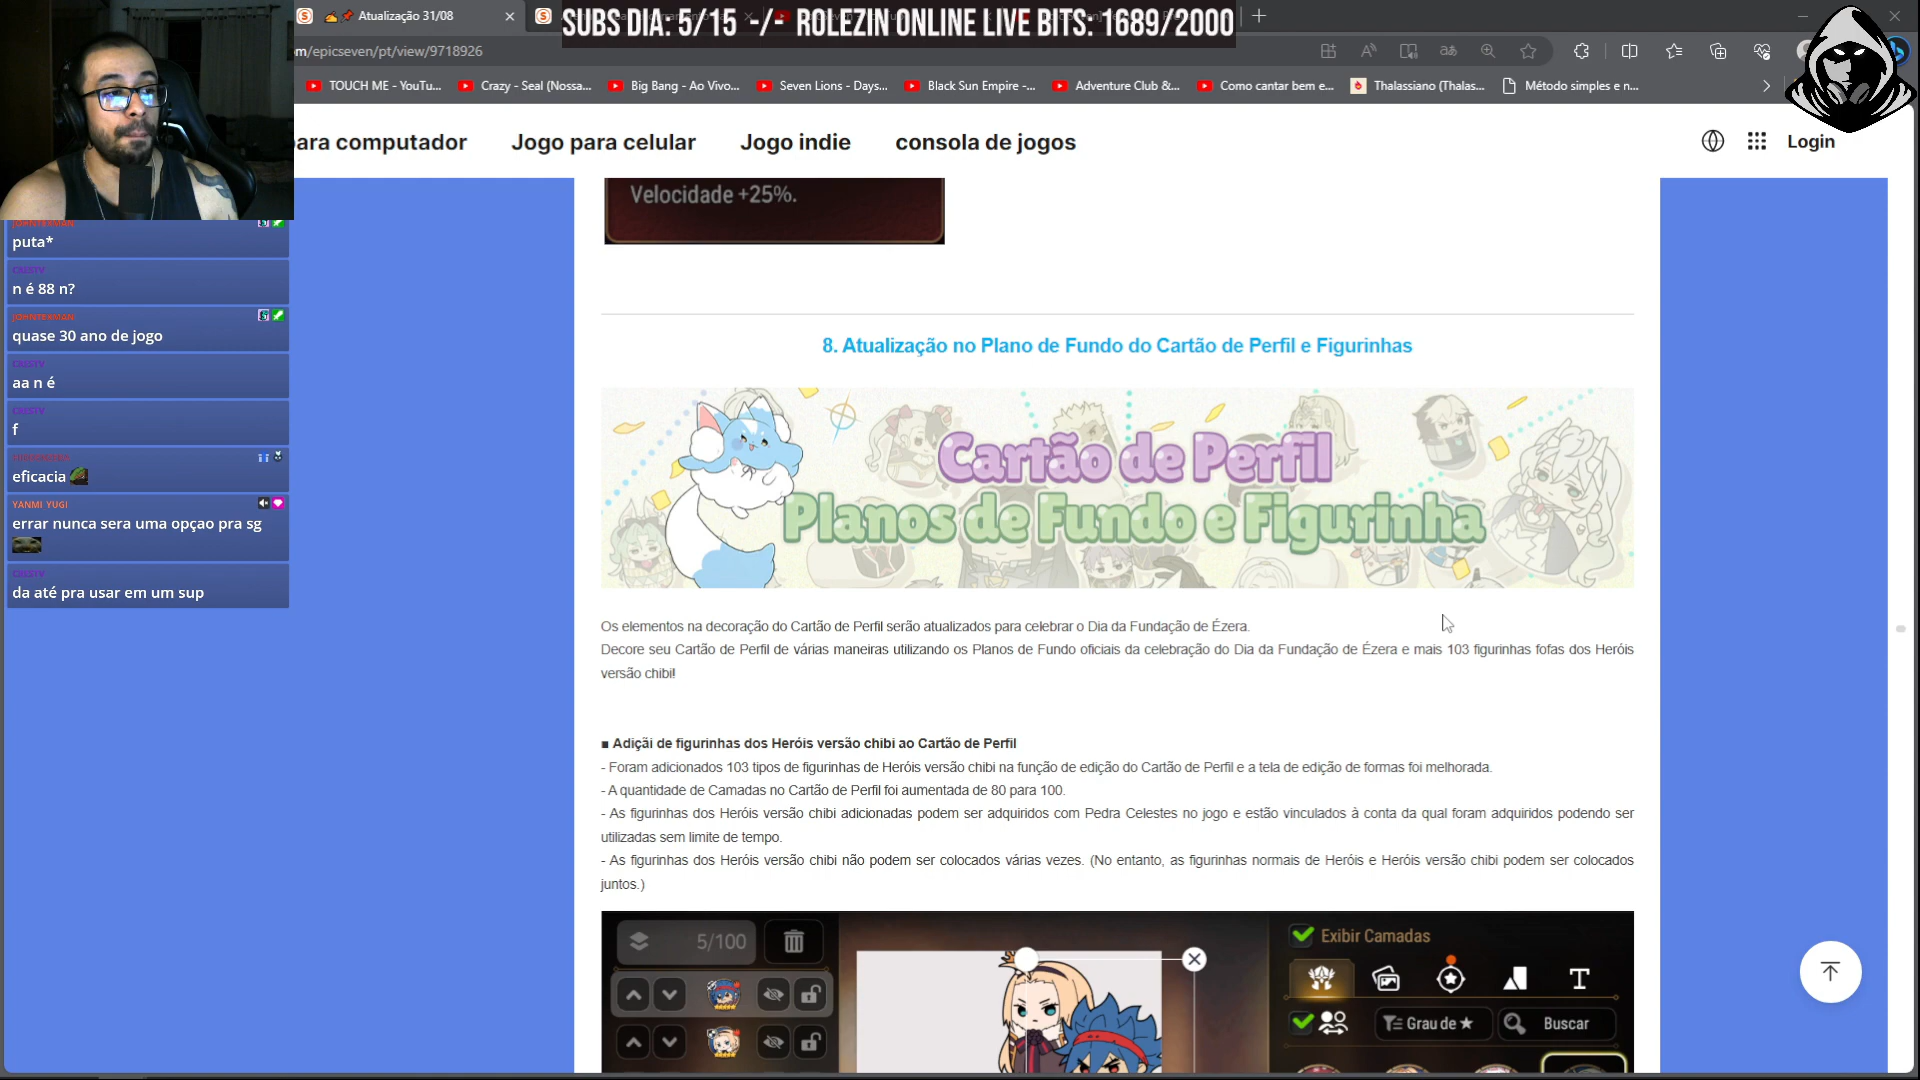 Atualização 31/08
SUBS DIA: 5/15 -/- ROLEZIN ONLINE LIVE BITS: 1689/2000
m/epicseven/pt/view/9718926
TOUCH ME - YouTu...
Crazy - Seal (Nossa...
Big Bang - Ao Vivo...
Seven Lions - Days...
Black Sun Empire -...
Adventure Club &...
Como cantar bem e...
Thalassiano (Thalas...
Método simples e n...
ara computador
Jogo para celular
Jogo indie
consola de jogos
Login
puta*
CRESTV
n é 88 n?
JOHNTEXMAN
quase 30 ano de jogo
CRESTV
aa n é
CRESTV
f
eficacia
YANMI YUGI
errar nunca sera uma opçao pra sg
CRESTV
da até pra usar em um sup
Velocidade +25%.
8. Atualização no Plano de Fundo do Cartão de Perfil e Figurinhas
Cartão de Perfil
Planos de Fundo e Figurinha
Os elementos na decoração do Cartão de Perfil serão atualizados para celebrar o Dia da Fundação de Ézera.
Decore seu Cartão de Perfil de várias maneiras utilizando os Planos de Fundo oficiais da celebração do Dia da Fundação de Ézera e mais 103 figurinhas fofas dos Heróis
versão chibi!
■ Adiçãi de figurinhas dos Heróis versão chibi ao Cartão de Perfil
- Foram adicionados 103 tipos de figurinhas de Heróis versão chibi na função de edição do Cartão de Perfil e a tela de edição de formas foi melhorada.
- A quantidade de Camadas no Cartão de Perfil foi aumentada de 80 para 100.
- As figurinhas dos Heróis versão chibi adicionadas podem ser adquiridos com Pedra Celestes no jogo e estão vinculados à conta da qual foram adquiridos podendo ser
utilizadas sem limite de tempo.
- As figurinhas dos Heróis versão chibi não podem ser colocados várias vezes. (No entanto, as figurinhas normais de Heróis e Heróis versão chibi podem ser colocados
juntos.)
5/100
Exibir Camadas
T
Grau de ★
Buscar